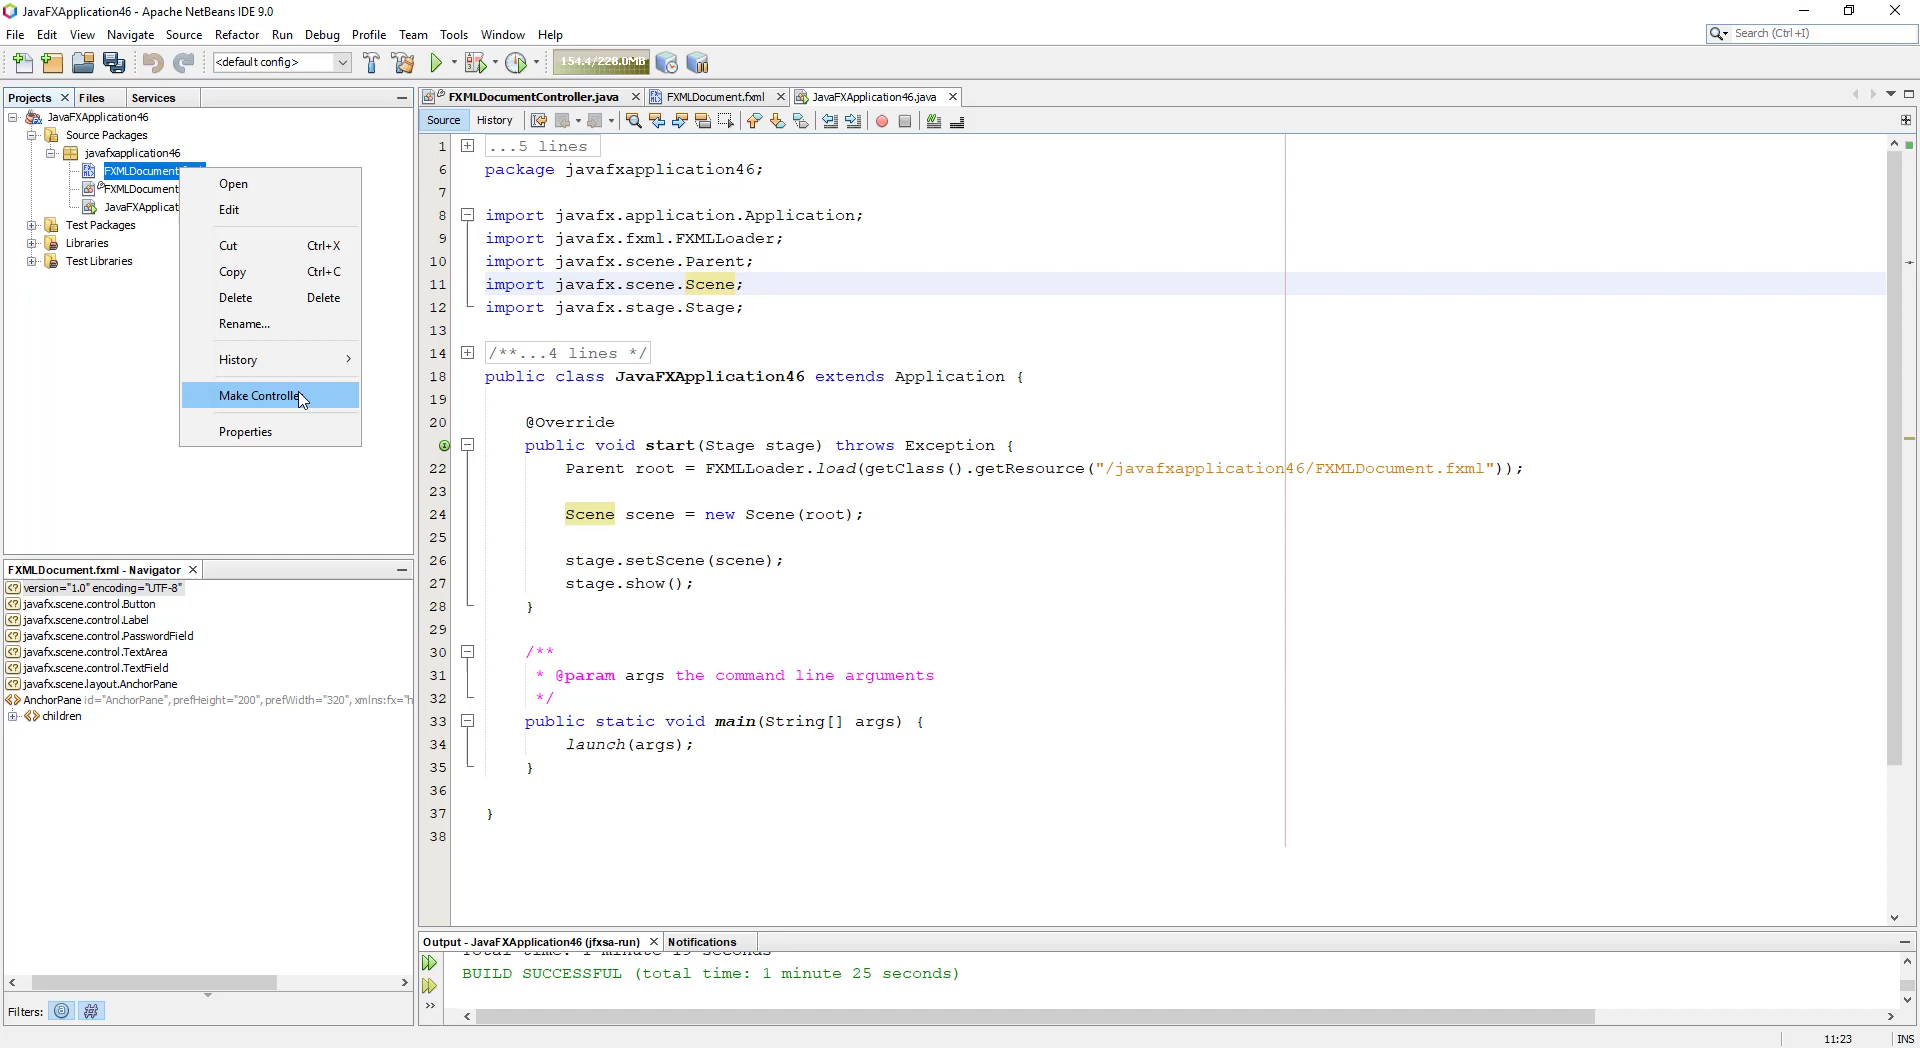 JavaFXApplication46 - Apache NetBeans IDE 9.0
File Edit View Navigate Source Refactor Run Debug Profile Team Tools Window Help
Search (Ctrl+I)
<default config>
154.4/228.0MB
Projects Files Services
JavaFXApplication46
Source Packages
javafxapplication46
FXMLDocument
FXMLDocument
JavaFXApplicat
Test Packages
Libraries
Test Libraries
Open
Edit
Cut Ctrl+X
Copy Ctrl+C
Delete Delete
Rename...
History
Make Controlle
Properties
FXMLDocument.fxml - Navigator
version="1.0" encoding="UTF-8"
javafx.scene.control.Button
javafx.scene.control.Label
javafx.scene.control.PasswordField
javafx.scene.control.TextArea
javafx.scene.control.TextField
javafx.scene.layout.AnchorPane
AnchorPane id="AnchorPane", prefHeight="200", prefWidth="320", xmlns:fx="h
children
Filters:
FXMLDocumentController.java FXMLDocument.fxml JavaFXApplication46.java
Source History
1 ...5 lines
6 package javafxapplication46;
7
8 import javafx.application.Application;
9 import javafx.fxml.FXMLLoader;
10 import javafx.scene.Parent;
11 import javafx.scene.Scene;
12 import javafx.stage.Stage;
13
14 /**...4 lines */
18 public class JavaFXApplication46 extends Application {
19
20 @Override
public void start(Stage stage) throws Exception {
22 Parent root = FXMLLoader.load(getClass().getResource("/javafxapplication46/FXMLDocument.fxml"));
23
24 Scene scene = new Scene(root);
25
26 stage.setScene(scene);
27 stage.show();
28 }
29
30 /**
31 * @param args the command line arguments
32 */
33 public static void main(String[] args) {
34 launch(args);
35 }
36
37 }
38
Output - JavaFXApplication46 (jfxsa-run) Notifications
Total time: 1 minute 19 seconds
BUILD SUCCESSFUL (total time: 1 minute 25 seconds)
11:23 INS